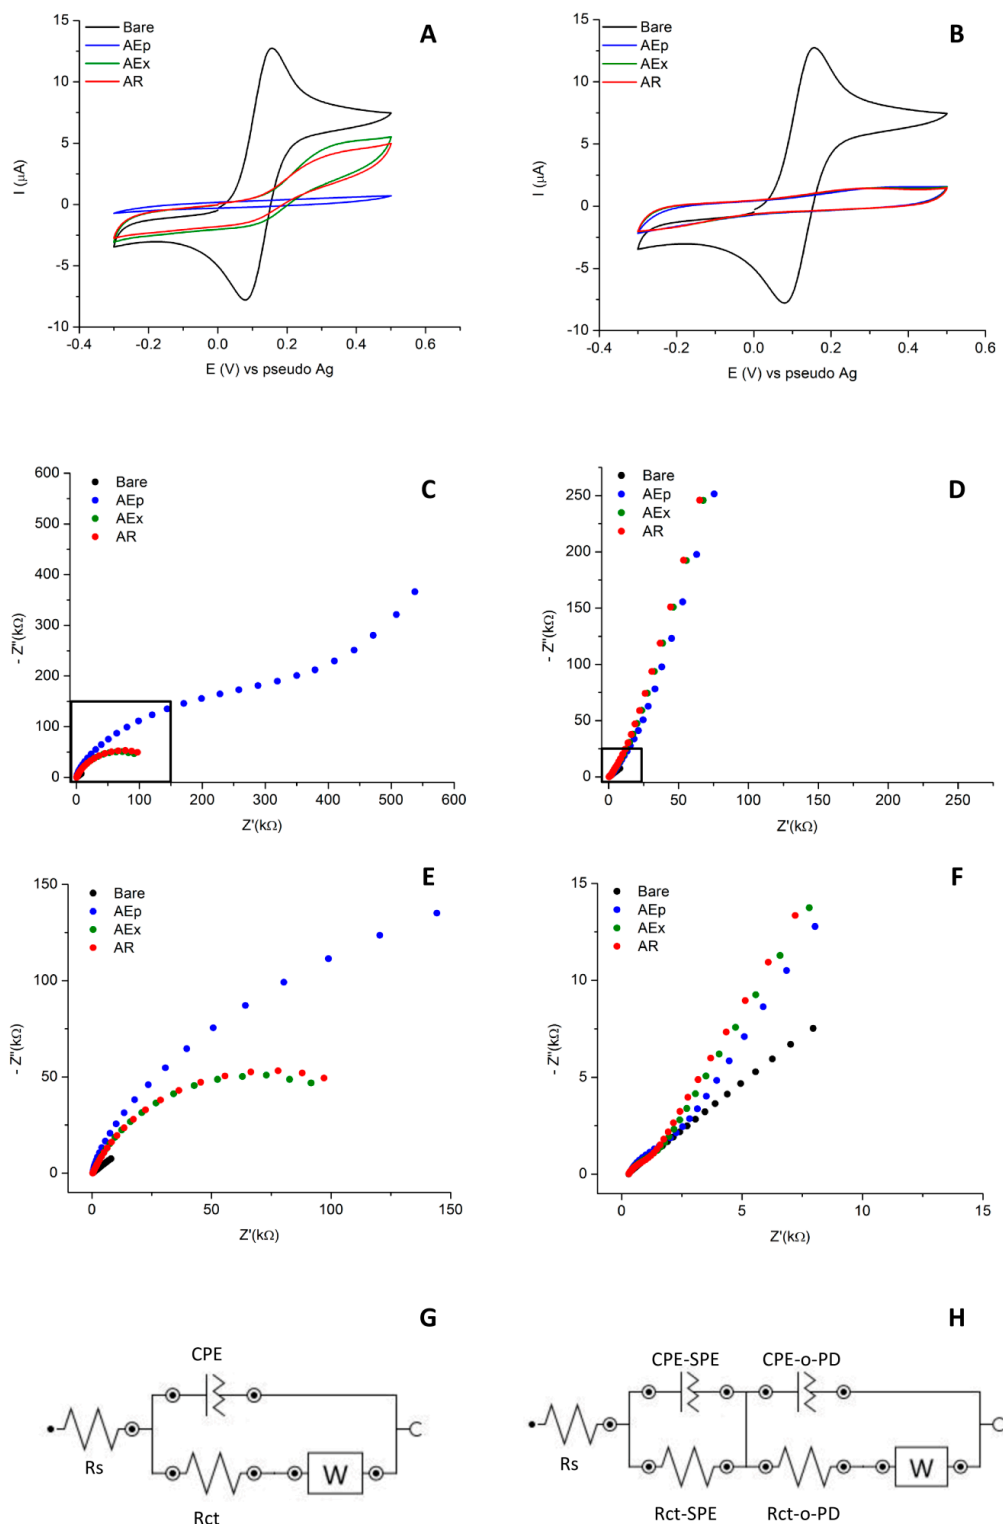 A
Bare
AEp
AEx
AR
15
10
5
0
-5
-10
I (μA)
-0.4 -0.2 0.0 0.2 0.4 0.6
E (V) vs pseudo Ag
B
Bare
AEp
AEx
AR
15
10
5
0
-5
-10
I (μA)
-0.4 -0.2 0.0 0.2 0.4 0.6
E (V) vs pseudo Ag
C
Bare
AEp
AEx
AR
600
500
400
300
200
100
0
- Z''(kΩ)
0 100 200 300 400 500 600
Z'(kΩ)
D
Bare
AEp
AEx
AR
250
200
150
100
50
0
- Z''(kΩ)
0 50 100 150 200 250
Z'(kΩ)
E
Bare
AEp
AEx
AR
150
100
50
0
- Z''(kΩ)
0 50 100 150
Z'(kΩ)
F
Bare
AEp
AEx
AR
15
10
5
0
- Z''(kΩ)
0 5 10 15
Z'(kΩ)
G
CPE
Rs
W
Rct
H
CPE-SPE CPE-o-PD
Rs
W
Rct-SPE Rct-o-PD